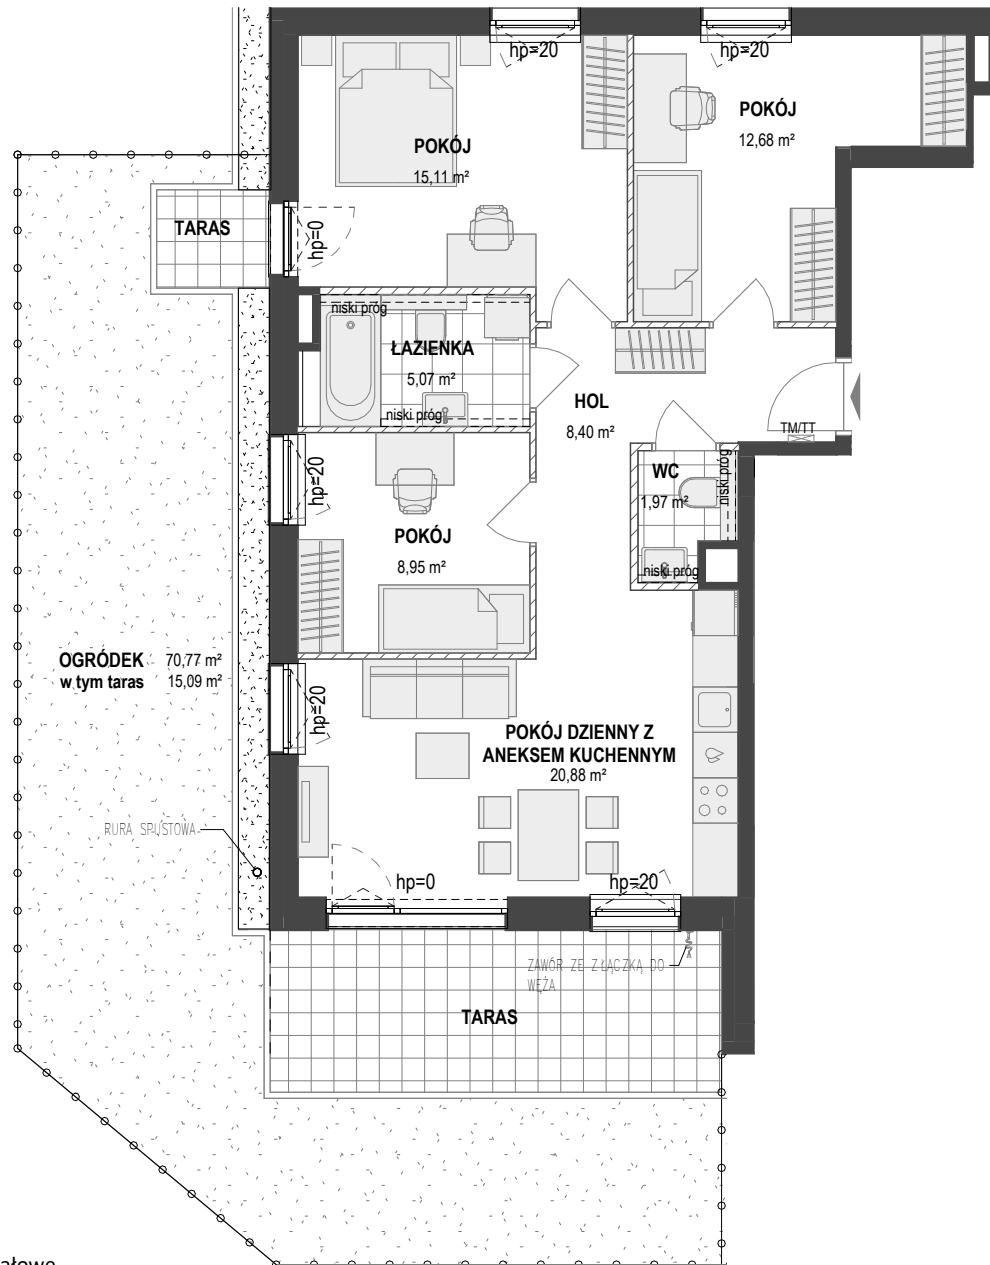 hp=20
hp=20
POKÓJ
12,68 m²
POKÓJ
15,11 m²
TARAS
hp=0
niski próg
ŁAZIENKA
5,07 m²
niski próg
HOL
8,40 m²
TM/TT
WC
1,97 m²
niski próg
niski próg
hp=20
POKÓJ
8,95 m²
OGRÓDEK 70,77 m²
w tym taras 15,09 m²
hp=20
POKÓJ DZIENNY Z
ANEKSEM KUCHENNYM
20,88 m²
RURA SPUSTOWA
hp=0
hp=20
ZAWÓR ZE ZŁĄCZKĄ DO
WĘŻA
TARAS